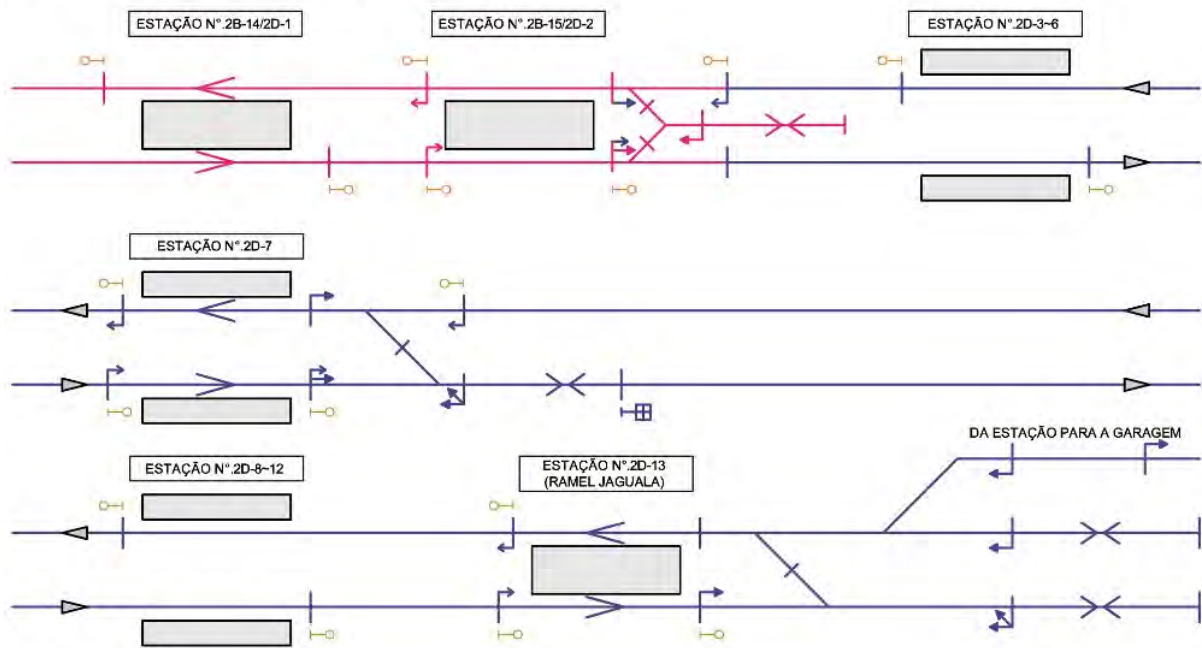 ESTAÇÃO N°.2B-14/2D-1
ESTAÇÃO N°.2B-15/2D-2
ESTAÇÃO N°.2D-3~6
ESTAÇÃO N°.2D-7
DA ESTAÇÃO PARA A GARAGEM
ESTAÇÃO N°.2D-8~12
ESTAÇÃO N°.2D-13
(RAMEL JAGUALA)